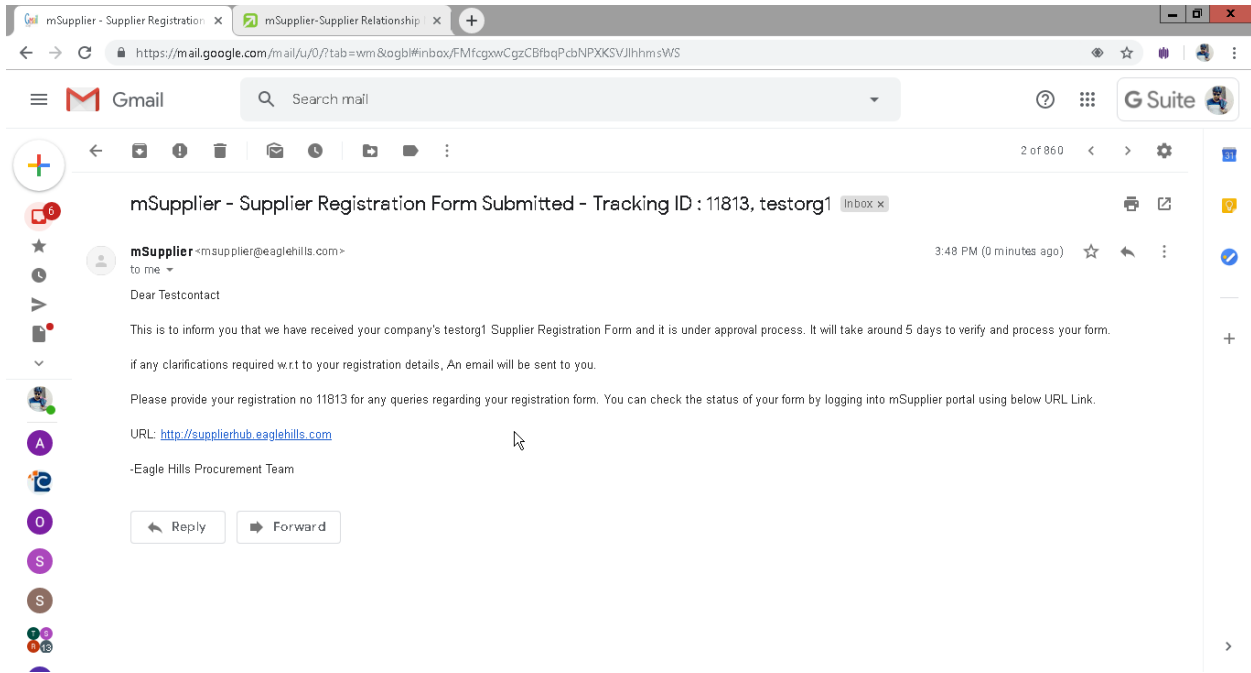 mSupplier - Supplier Registration
mSupplier-Supplier Relationship
https://mail.google.com/mail/u/0/?tab=wm&ogbl#inbox/FMfcgxwCgzCBfbqPcbNPXKSVJlhhmsWS
Gmail
Search mail
G Suite
2 of 860
31
mSupplier - Supplier Registration Form Submitted - Tracking ID : 11813, testorg1 Inbox x
6
mSupplier <msupplier@eaglehills.com>
3:48 PM (0 minutes ago)
to me
Dear Testcontact
This is to inform you that we have received your company's testorg1 Supplier Registration Form and it is under approval process. It will take around 5 days to verify and process your form.
if any clarifications required w.r.t to your registration details, An email will be sent to you.
Please provide your registration no 11813 for any queries regarding your registration form. You can check the status of your form by logging into mSupplier portal using below URL Link.
URL: http://supplierhub.eaglehills.com
-Eagle Hills Procurement Team
Reply
Forward
A
O
S
S
T S
R 13